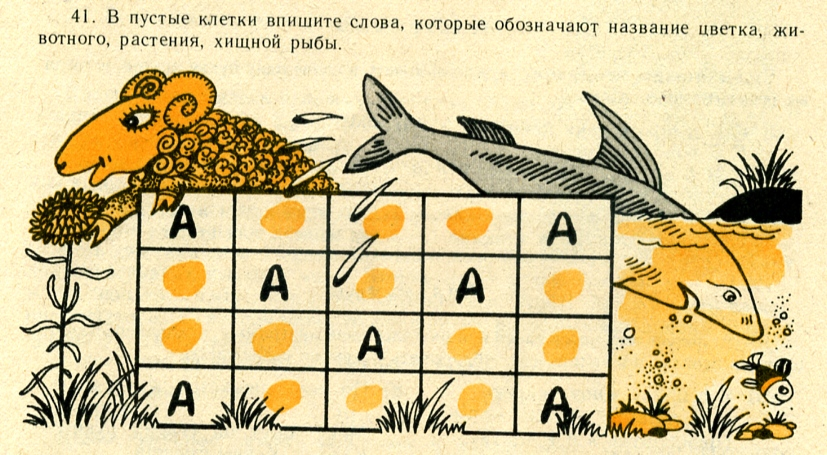 41. В пустые клетки впишите слова, которые обозначают название цветка, жи-
вотного, растения, хищной рыбы.
А А
А А
А
А А